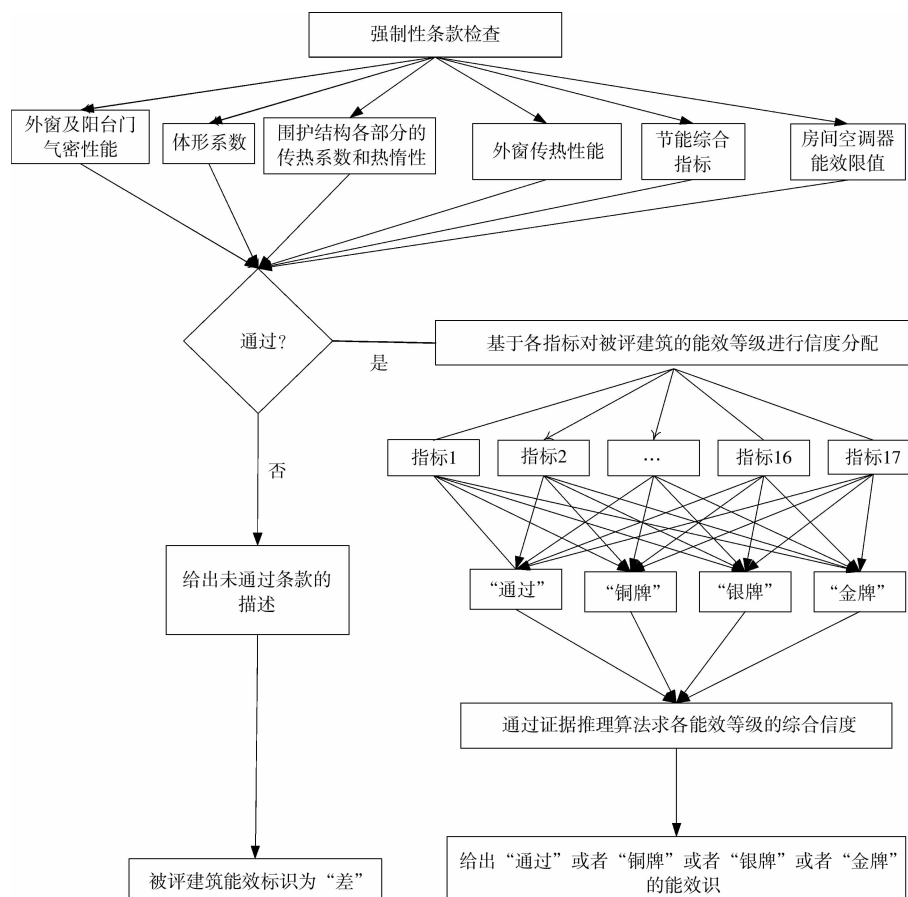 强制性条款检查
外窗及阳台门
气密性能
体形系数
围护结构各部分的
传热系数和热惰性
外窗传热性能
节能综合
指标
房间空调器
能效限值
通过?
是
基于各指标对被评建筑的能效等级进行信度分配
指标1
指标2
…
指标16
指标17
否
给出未通过条款的
描述
“通过”
“铜牌”
“银牌”
“金牌”
通过证据推理算法求各能效等级的综合信度
被评建筑能效标识为“差”
给出“通过”或者“铜牌”或者“银牌”或者“金牌”
的能效识